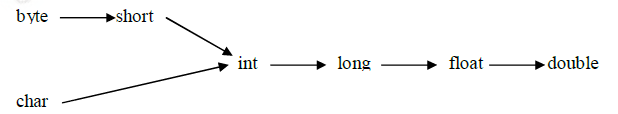 byte short
int long float double
char